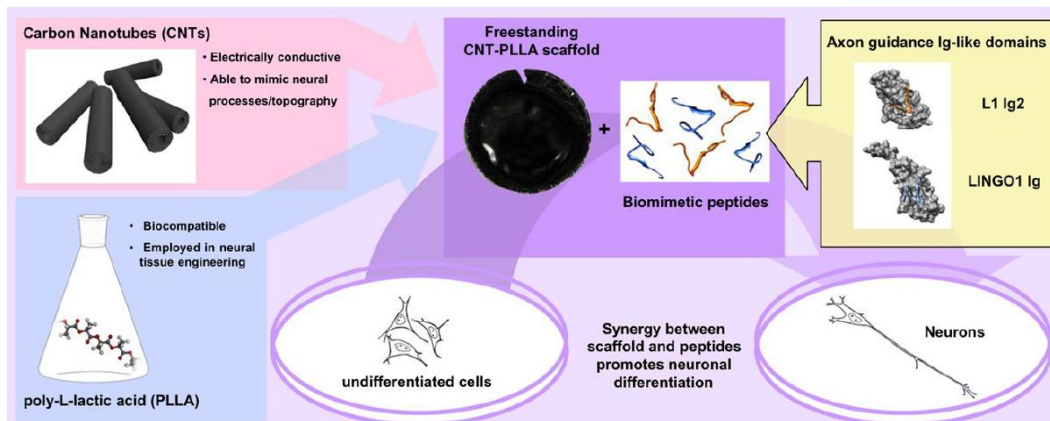 Carbon Nanotubes (CNTs)
• Electrically conductive
• Able to mimic neural
processes/topography
• Biocompatible
• Employed in neural
tissue engineering
poly-L-lactic acid (PLLA)
Freestanding
CNT-PLLA scaffold
+
Biomimetic peptides
Axon guidance Ig-like domains
L1 Ig2
LINGO1 Ig
undifferentiated cells
Synergy between
scaffold and peptides
promotes neuronal
differentiation
Neurons